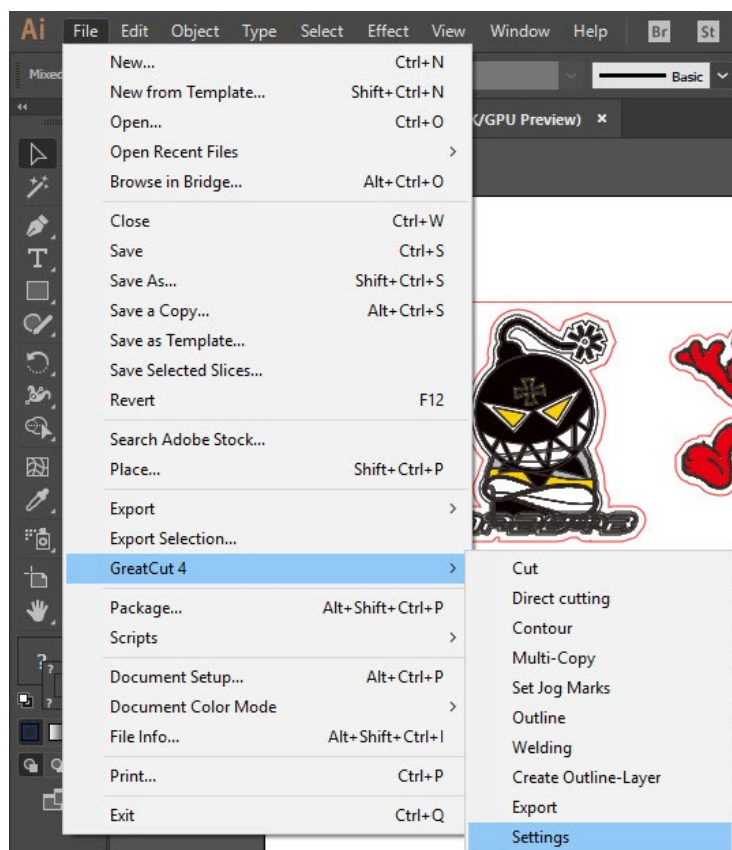 Ai File Edit Object Type Select Effect View Window Help Br St
Mixed Basic
/GPU Preview) ×
New... Ctrl+N
New from Template... Shift+Ctrl+N
Open... Ctrl+O
Open Recent Files >
Browse in Bridge... Alt+Ctrl+O
Close Ctrl+W
Save Ctrl+S
Save As... Shift+Ctrl+S
Save a Copy... Alt+Ctrl+S
Save as Template...
Save Selected Slices...
Revert F12
Search Adobe Stock...
Place... Shift+Ctrl+P
Export >
Export Selection...
GreatCut 4 >
Package... Alt+Shift+Ctrl+P
Scripts >
Document Setup... Alt+Ctrl+P
Document Color Mode >
File Info... Alt+Shift+Ctrl+I
Print... Ctrl+P
Exit Ctrl+Q
Cut
Direct cutting
Contour
Multi-Copy
Set Jog Marks
Outline
Welding
Create Outline-Layer
Export
Settings